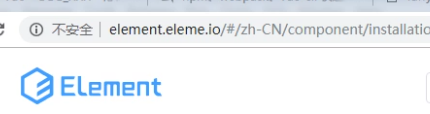 不安全 | element.eleme.io/#/zh-CN/component/installatio
Element